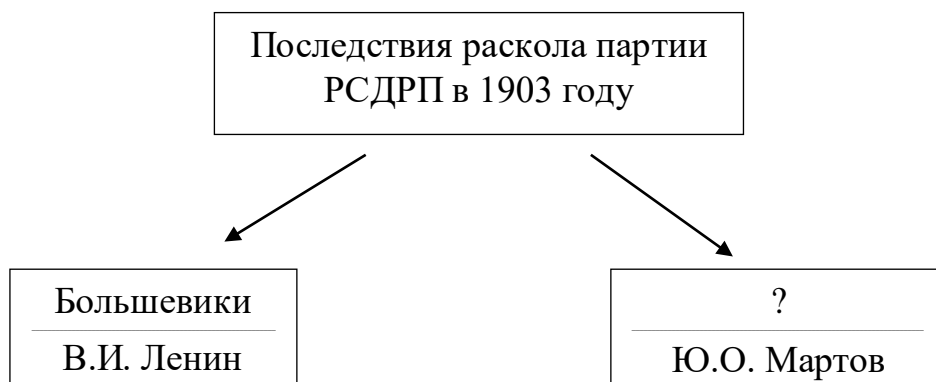 Последствия раскола партии
РСДРП в 1903 году
Большевики
В.И. Ленин
?
Ю.О. Мартов